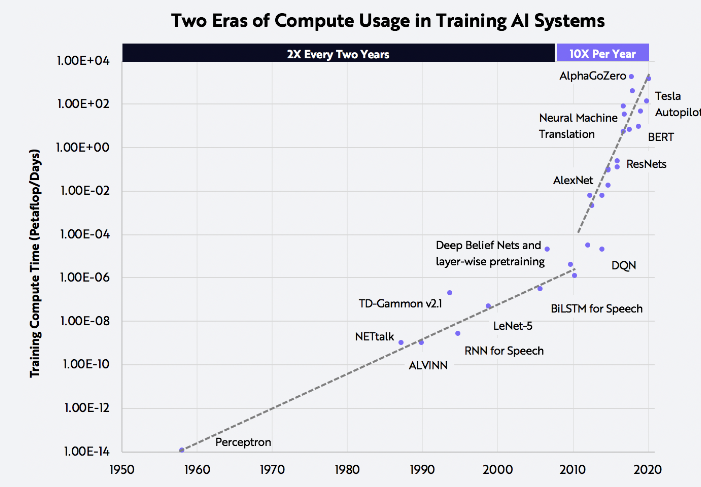 Two Eras of Compute Usage in Training AI Systems
2X Every Two Years
10X Per Year
Training Compute Time (Petaflop/Days)
1.00E+04
1.00E+02
1.00E+00
1.00E-02
1.00E-04
1.00E-06
1.00E-08
1.00E-10
1.00E-12
1.00E-14
AlphaGoZero
Tesla
Autopilot
Neural Machine
Translation
BERT
ResNets
AlexNet
Deep Belief Nets and
layer-wise pretraining
DQN
TD-Gammon v2.1
BiLSTM for Speech
LeNet-5
NETtalk
RNN for Speech
ALVINN
Perceptron
1950
1960
1970
1980
1990
2000
2010
2020